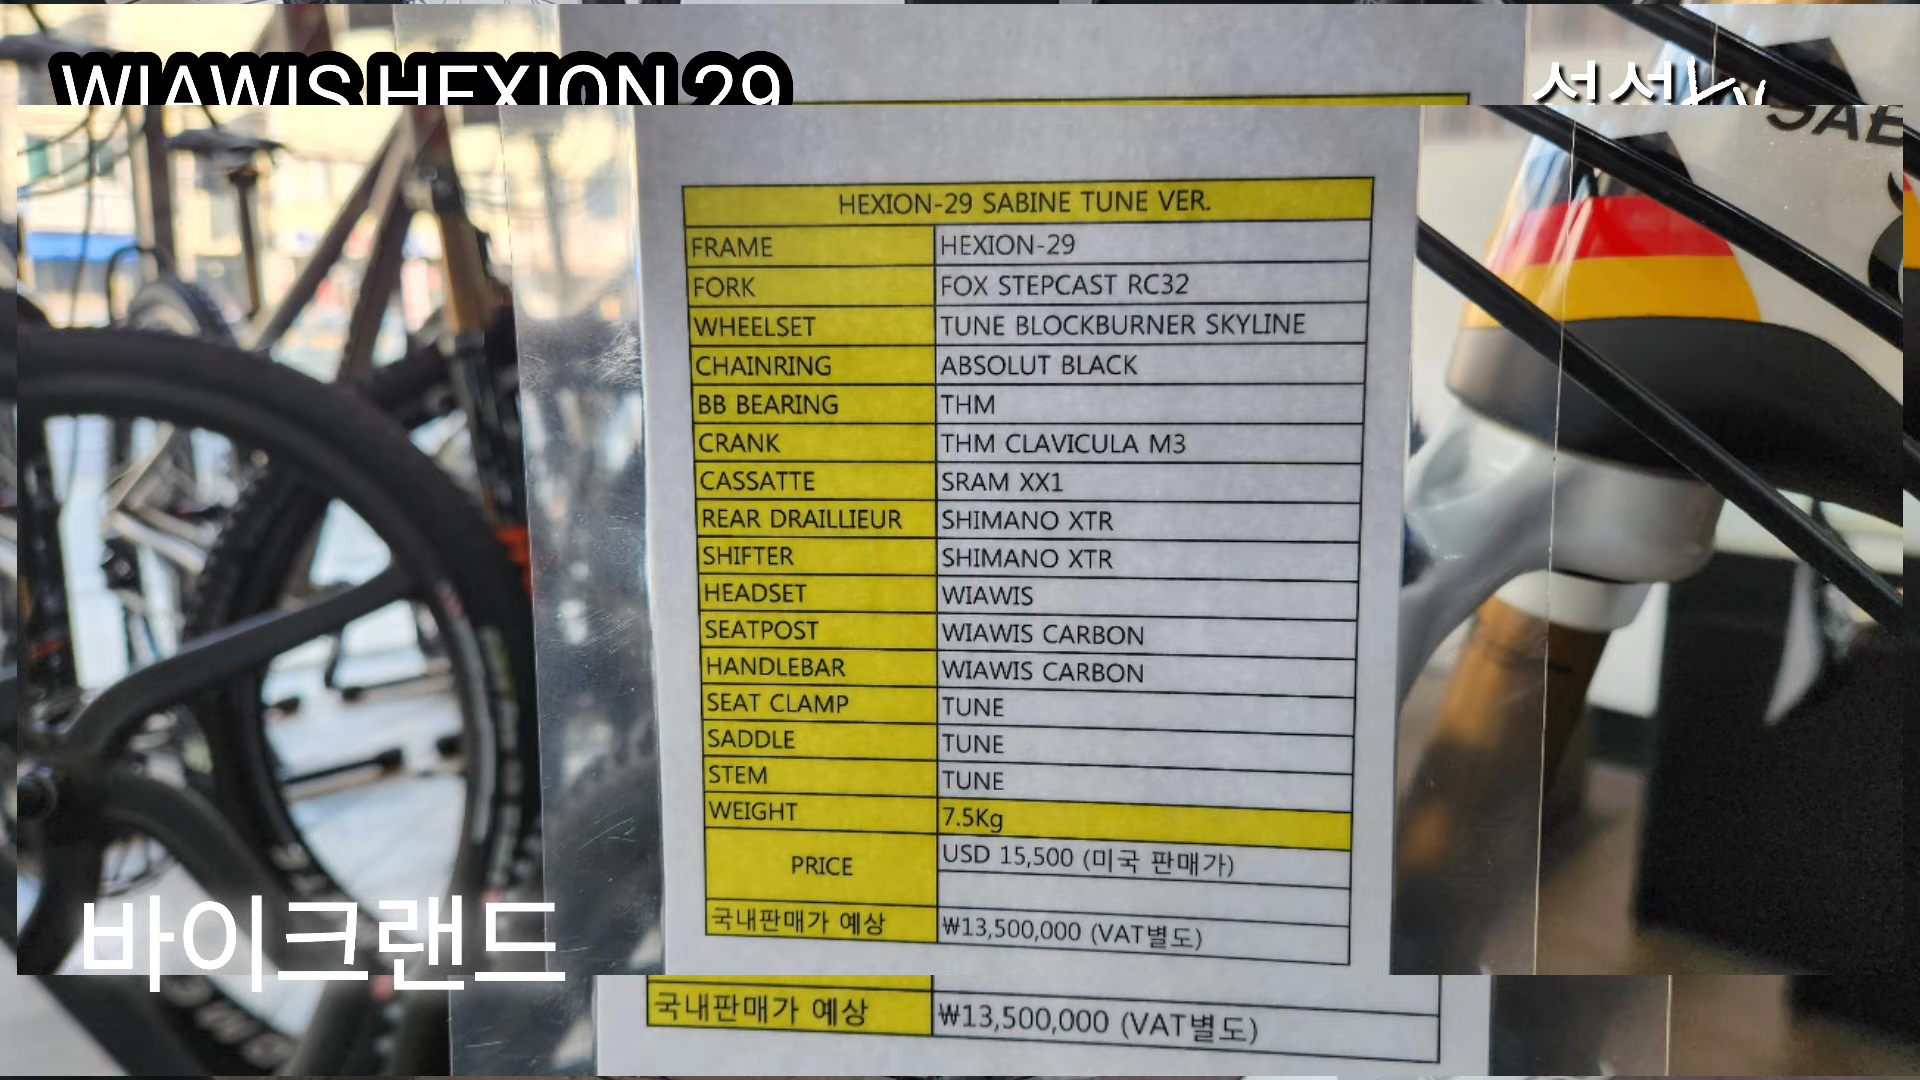 WIAWIS HEXION 29
HEXION-29 SABINE TUNE VER.
FRAME HEXION-29
FORK FOX STEPCAST RC32
WHEELSET TUNE BLOCKBURNER SKYLINE
CHAINRING ABSOLUT BLACK
BB BEARING THM
CRANK THM CLAVICULA M3
CASSATTE SRAM XX1
REAR DRAILLIEUR SHIMANO XTR
SHIFTER SHIMANO XTR
HEADSET WIAWIS
SEATPOST WIAWIS CARBON
HANDLEBAR WIAWIS CARBON
SEAT CLAMP TUNE
SADDLE TUNE
STEM TUNE
WEIGHT 7.5Kg
PRICE USD 15,500 (미국 판매가)
국내판매가 예상 ₩13,500,000 (VAT별도)
바이크랜드
국내판매가 예상 ₩13,500,000 (VAT별도)